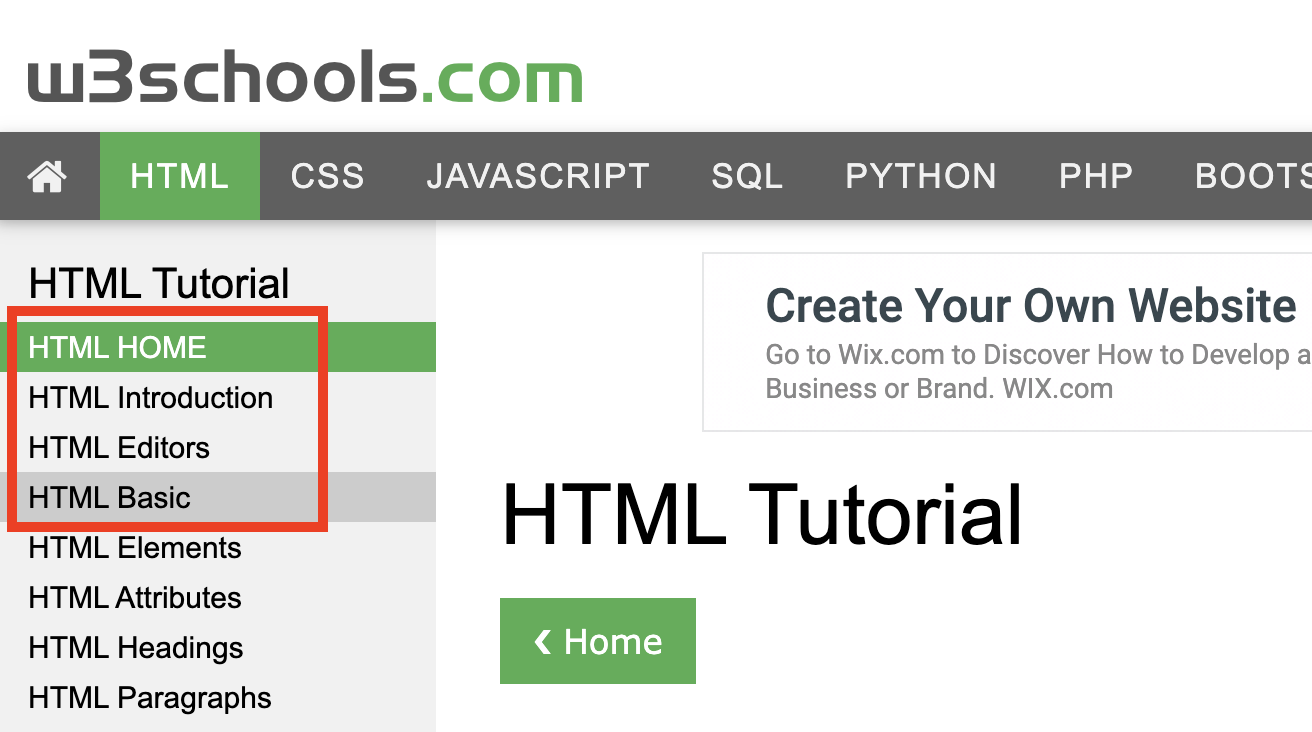 w3schools.com
HTML CSS JAVASCRIPT SQL PYTHON PHP BOOTS
HTML Tutorial
HTML HOME
HTML Introduction
HTML Editors
HTML Basic
HTML Elements
HTML Attributes
HTML Headings
HTML Paragraphs
Create Your Own Website
Go to Wix.com to Discover How to Develop a
Business or Brand. WIX.com
HTML Tutorial
❮ Home